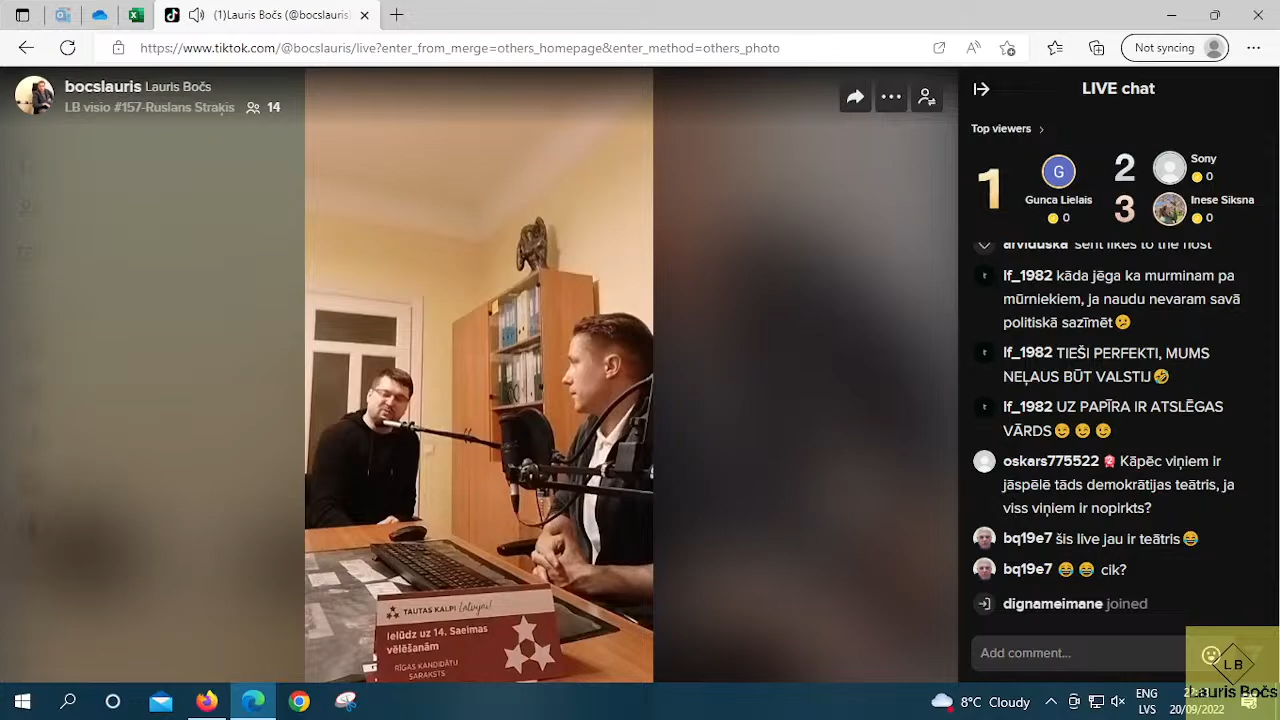 (1)Lauris Bočs (@bocslauris
https://www.tiktok.com/@bocslauris/live?enter_from_merge=others_homepage&enter_method=others_photo
Not syncing
bocslauris Lauris Bočs
LB visio #157-Ruslans Straķis 14
LIVE chat
Top viewers
1 G Gunca Lielais 0
2 Sony 0
3 Inese Siksna 0
arviduska sent likes to the host
lf_1982 kāda jēga ka murminam pa
mūrniekiem, ja naudu nevaram savā
politiskā sazīmēt
lf_1982 TIEŠI PERFEKTI, MUMS
NEĻAUS BŪT VALSTIJ
lf_1982 UZ PAPĪRA IR ATSLĒGAS
VĀRDS
oskars775522 Kāpēc viņiem ir
jāspēlē tāds demokrātijas teātris, ja
viss viņiem ir nopirkts?
bq19e7 šis live jau ir teātris
bq19e7 cik?
dignameimane joined
Add comment...
TAUTAS KALPI Latvijai!
Ielūdz uz 14. Saeimas
vēlēšanām
RĪGAS KANDIDĀTU
SARAKSTS
LB
Lauris Bočs
8°C Cloudy
ENG
LVS
20/09/2022